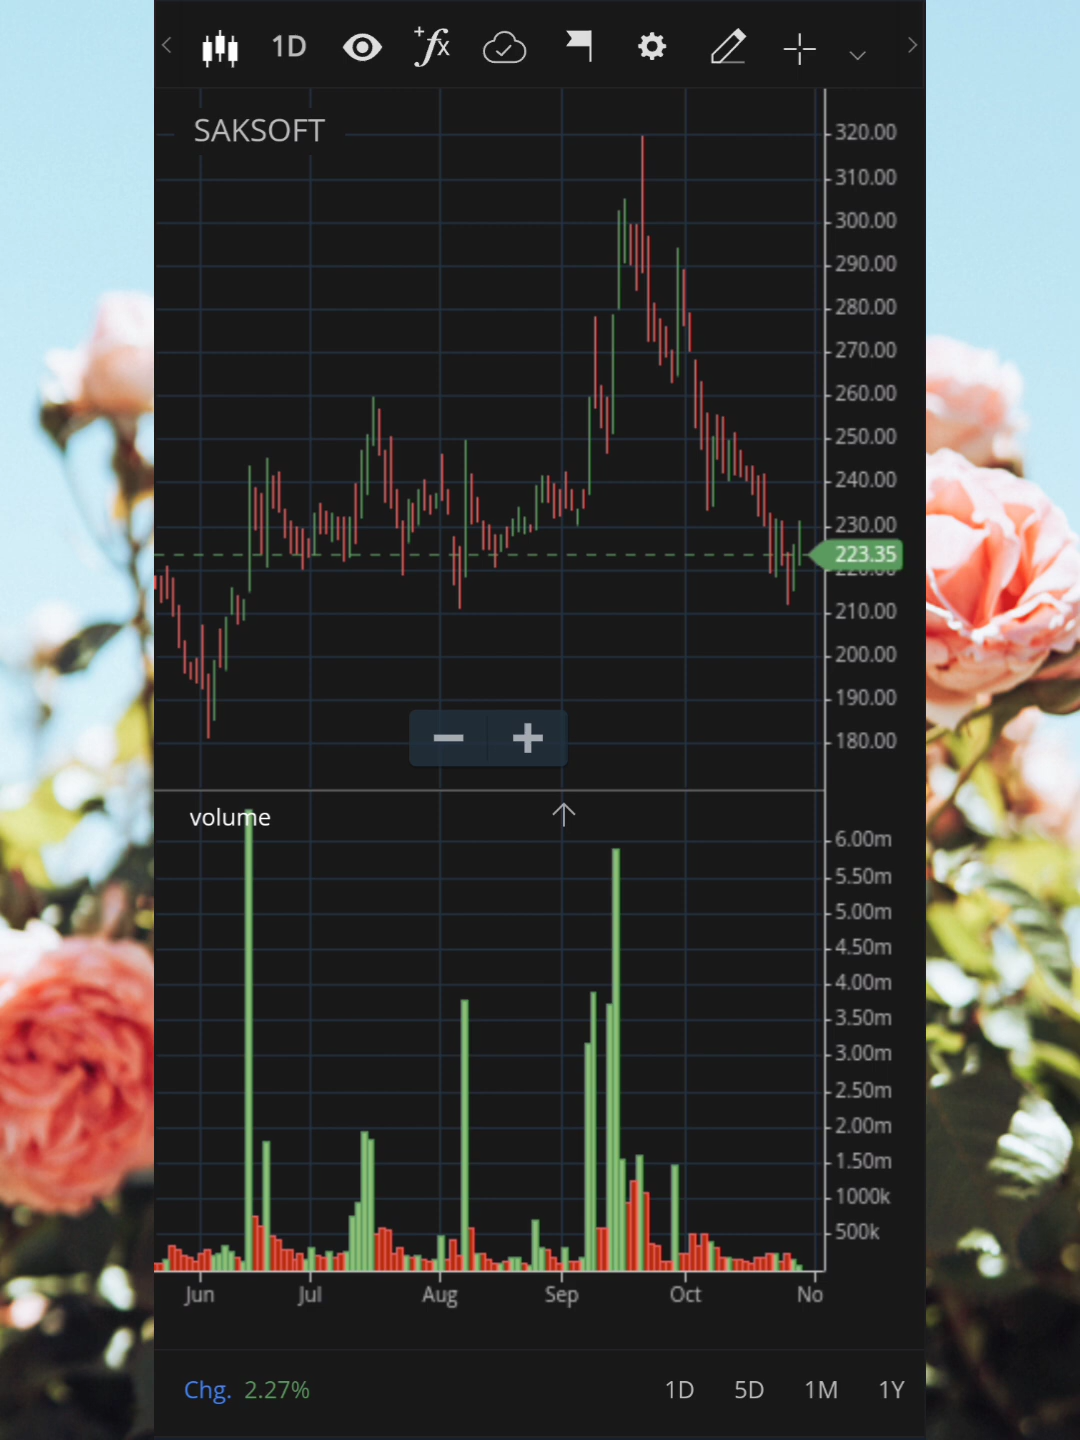 1D
+fx
SAKSOFT
320.00
310.00
300.00
290.00
280.00
270.00
260.00
250.00
240.00
230.00
223.35
220.00
210.00
200.00
190.00
180.00
volume
6.00m
5.50m
5.00m
4.50m
4.00m
3.50m
3.00m
2.50m
2.00m
1.50m
1000k
500k
Jun Jul Aug Sep Oct No
Chg. 2.27% 1D 5D 1M 1Y